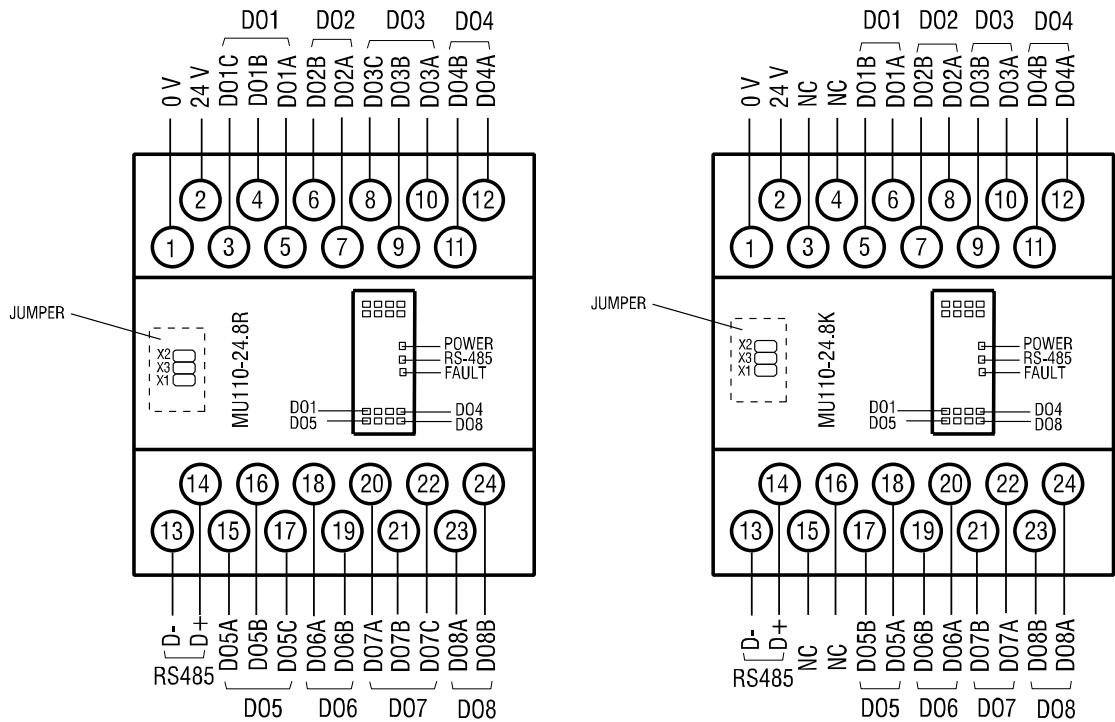 DO1 DO2 DO3 DO4
0 V 24 V DO1C DO1B DO1A DO2B DO2A DO3C DO3B DO3A DO4B DO4A
2 4 6 8 10 12
1 3 5 7 9 11
JUMPER
X2
X3
X1
MU110-24.8R
POWER
RS-485
FAULT
DO1 DO4
DO5 DO8
14 16 18 20 22 24
13 15 17 19 21 23
D- D+ DO5A DO5B DO5C DO6A DO6B DO7A DO7B DO7C DO8A DO8B
RS485
DO5 DO6 DO7 DO8
DO1 DO2 DO3 DO4
0 V 24 V NC NC DO1B DO1A DO2B DO2A DO3B DO3A DO4B DO4A
2 4 6 8 10 12
1 3 5 7 9 11
JUMPER
X2
X3
X1
MU110-24.8K
POWER
RS-485
FAULT
DO1 DO4
DO5 DO8
14 16 18 20 22 24
13 15 17 19 21 23
D- D+ NC NC DO5B DO5A DO6B DO6A DO7B DO7A DO8B DO8A
RS485
DO5 DO6 DO7 DO8